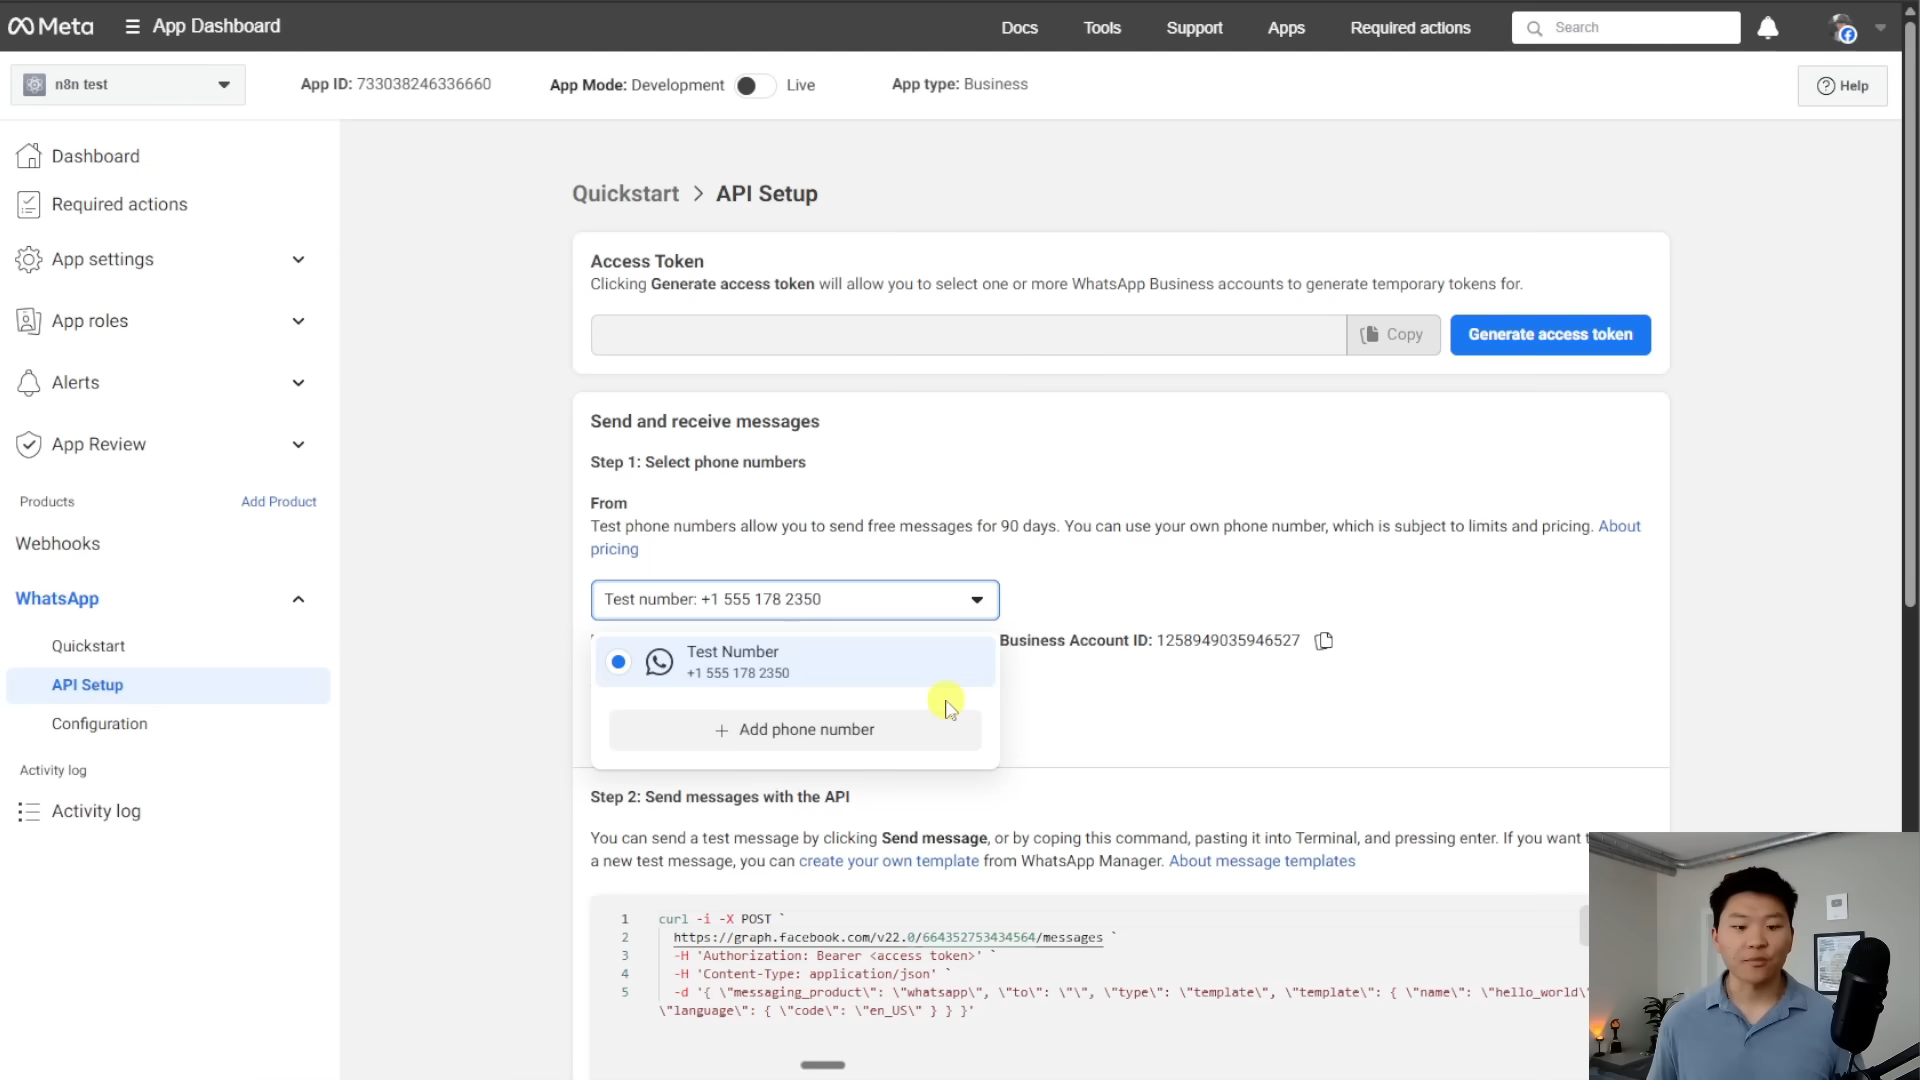 Meta
App Dashboard
Docs
Tools
Support
Apps
Required actions
Search
n8n test
App ID: 733038246336660
App Mode: Development
Live
App type: Business
Help
Dashboard
Required actions
App settings
App roles
Alerts
App Review
Products
Add Product
Webhooks
WhatsApp
Quickstart
API Setup
Configuration
Activity log
Activity log
Quickstart > API Setup
Access Token
Clicking Generate access token will allow you to select one or more WhatsApp Business accounts to generate temporary tokens for.
Copy
Generate access token
Send and receive messages
Step 1: Select phone numbers
From
Test phone numbers allow you to send free messages for 90 days. You can use your own phone number, which is subject to limits and pricing. About
pricing
Test number: +1 555 178 2350
Business Account ID: 1258949035946527
Test Number
+1 555 178 2350
+ Add phone number
Step 2: Send messages with the API
You can send a test message by clicking Send message, or by coping this command, pasting it into Terminal, and pressing enter. If you want
a new test message, you can create your own template from WhatsApp Manager. About message templates
1 curl -i -X POST `
2 https://graph.facebook.com/v22.0/664352753434564/messages `
3 -H 'Authorization: Bearer <access token>' `
4 -H 'Content-Type: application/json' `
5 -d '{ \"messaging_product\": \"whatsapp\", \"to\": \"\", \"type\": \"template\", \"template\": { \"name\": \"hello_world\"
\"language\": { \"code\": \"en_US\" } } }'